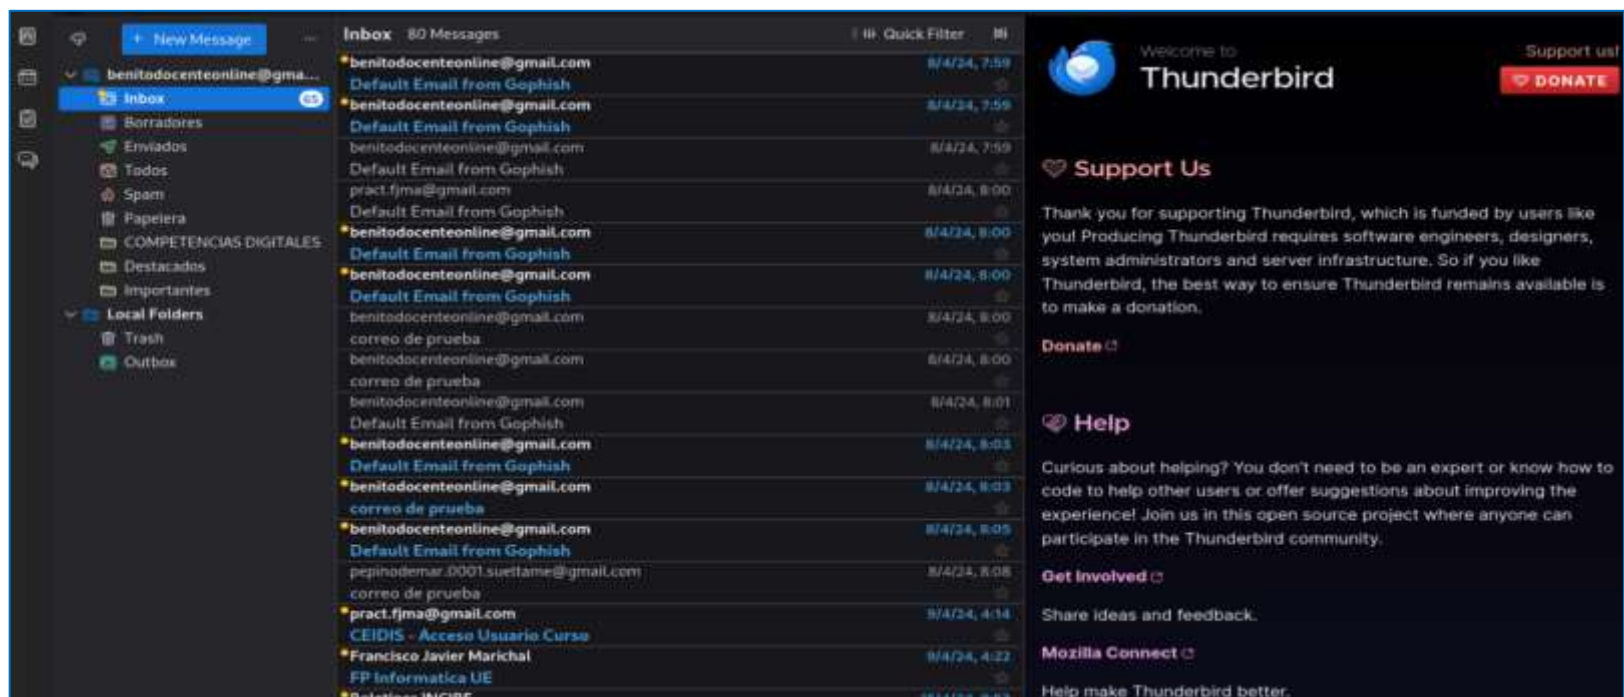 + New Message
benitodocenteonline@gma...
Inbox 65
Borradores
Enviados
Todos
Spam
Papelera
COMPETENCIAS DIGITALES
Destacados
Importantes
Local Folders
Trash
Outbox
Inbox 80 Messages Quick Filter
benitodocenteonline@gmail.com 8/4/24, 7:59
Default Email from Gophish
benitodocenteonline@gmail.com 8/4/24, 7:59
Default Email from Gophish
benitodocenteonline@gmail.com 8/4/24, 7:59
Default Email from Gophish
pract.fjma@gmail.com 8/4/24, 8:00
Default Email from Gophish
benitodocenteonline@gmail.com 8/4/24, 8:00
Default Email from Gophish
benitodocenteonline@gmail.com 8/4/24, 8:00
Default Email from Gophish
benitodocenteonline@gmail.com 8/4/24, 8:00
correo de prueba
benitodocenteonline@gmail.com 8/4/24, 8:00
correo de prueba
benitodocenteonline@gmail.com 8/4/24, 8:01
Default Email from Gophish
benitodocenteonline@gmail.com 8/4/24, 8:03
Default Email from Gophish
benitodocenteonline@gmail.com 8/4/24, 8:03
correo de prueba
benitodocenteonline@gmail.com 8/4/24, 8:05
Default Email from Gophish
pepinodemar.0001.suettame@gmail.com 8/4/24, 8:08
correo de prueba
pract.fjma@gmail.com 9/4/24, 4:14
CEIDIS - Acceso Usuario Curso
Francisco Javier Marichal 9/4/24, 4:22
FP Informatica UE
Boletines INCIBE
Welcome to
Thunderbird
Support us!
DONATE
Support Us
Thank you for supporting Thunderbird, which is funded by users like
you! Producing Thunderbird requires software engineers, designers,
system administrators and server infrastructure. So if you like
Thunderbird, the best way to ensure Thunderbird remains available is
to make a donation.
Donate
Help
Curious about helping? You don't need to be an expert or know how to
code to help other users or offer suggestions about improving the
experience! Join us in this open source project where anyone can
participate in the Thunderbird community.
Get Involved
Share ideas and feedback.
Mozilla Connect
Help make Thunderbird better.